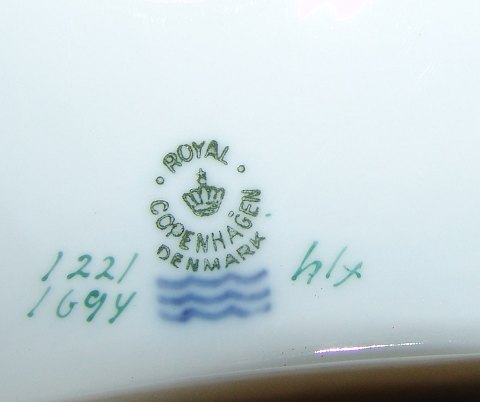 ROYAL
COPENHAGEN
DENMARK
1221
1694